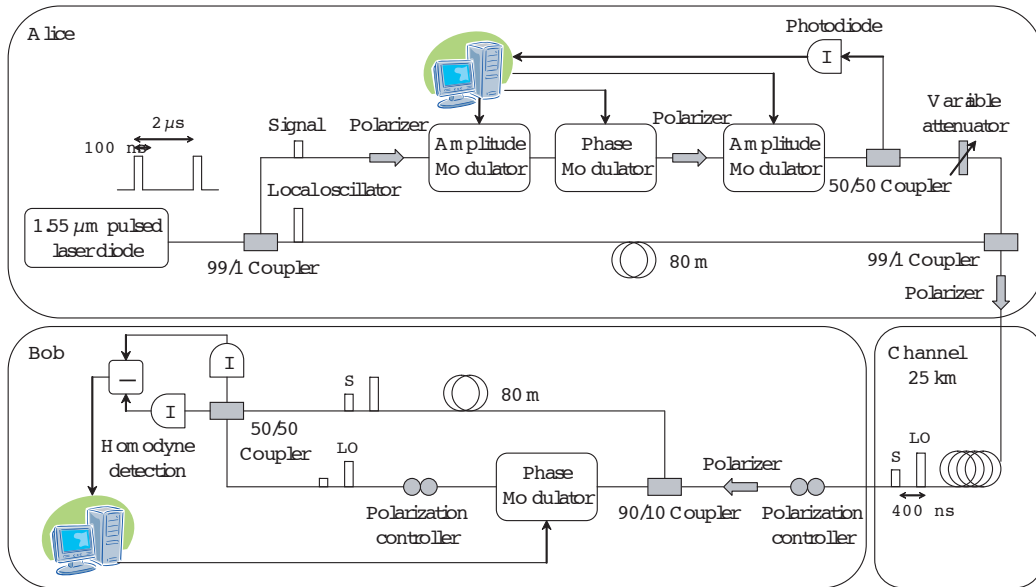 Alice
Photodiode
I
2 µs
100 ns
Signal
Polarizer
Amplitude
Modulator
Phase
Modulator
Polarizer
Amplitude
Modulator
Variable
attenuator
50/50 Coupler
Local oscillator
1.55 µm pulsed
laser diode
99/1 Coupler
80 m
99/1 Coupler
Polarizer
Bob
I
I
S
80 m
50/50
Coupler
Homodyne
detection
LO
Polarization
controller
Phase
Modulator
90/10 Coupler
Polarizer
Polarization
controller
Channel
25 km
S
LO
400 ns